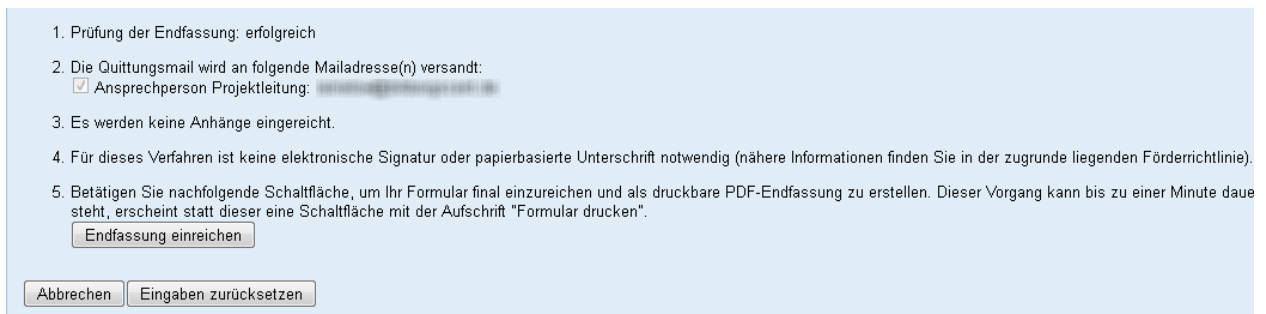 1. Prüfung der Endfassung: erfolgreich
2. Die Quittungsmail wird an folgende Mailadresse(n) versandt:
Ansprechperson Projektleitung:
3. Es werden keine Anhänge eingereicht.
4. Für dieses Verfahren ist keine elektronische Signatur oder papierbasierte Unterschrift notwendig (nähere Informationen finden Sie in der zugrunde liegenden Förderrichtlinie).
5. Betätigen Sie nachfolgende Schaltfläche, um Ihr Formular final einzureichen und als druckbare PDF-Endfassung zu erstellen. Dieser Vorgang kann bis zu einer Minute daue
steht, erscheint statt dieser eine Schaltfläche mit der Aufschrift "Formular drucken".
Endfassung einreichen
Abbrechen Eingaben zurücksetzen